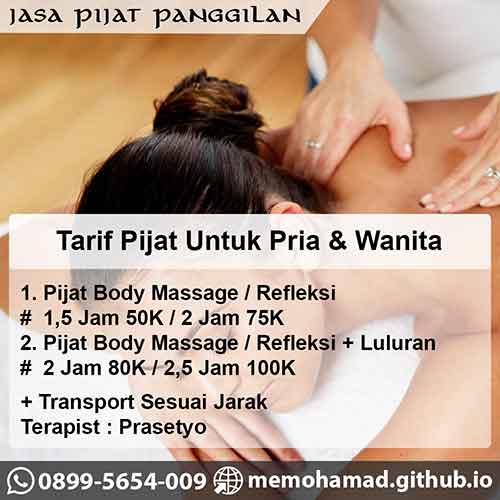 JASA PIJAT PANGGILAN
Tarif Pijat Untuk Pria & Wanita
1. Pijat Body Massage / Refleksi
# 1,5 Jam 50K / 2 Jam 75K
2. Pijat Body Massage / Refleksi + Luluran
# 2 Jam 80K / 2,5 Jam 100K
+ Transport Sesuai Jarak
Terapist : Prasetyo
0899-5654-009 memohamad.github.io